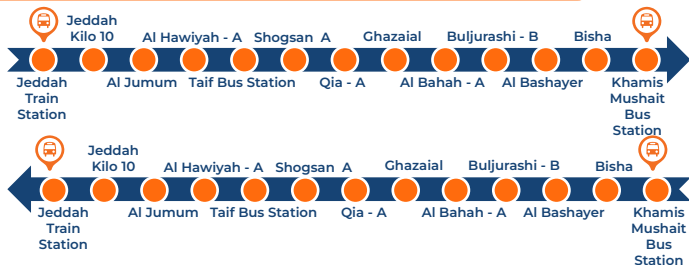 Jeddah
Kilo 10
Al Hawiyah - A
Shogsan A
Ghazaial
Buljurashi - B
Bisha
Jeddah
Train
Station
Al Jumum
Taif Bus Station
Qia - A
Al Bahah - A
Al Bashayer
Khamis
Mushait
Bus
Station
Jeddah
Kilo 10
Al Hawiyah - A
Shogsan A
Ghazaial
Buljurashi - B
Bisha
Jeddah
Train
Station
Al Jumum
Taif Bus Station
Qia - A
Al Bahah - A
Al Bashayer
Khamis
Mushait
Bus
Station